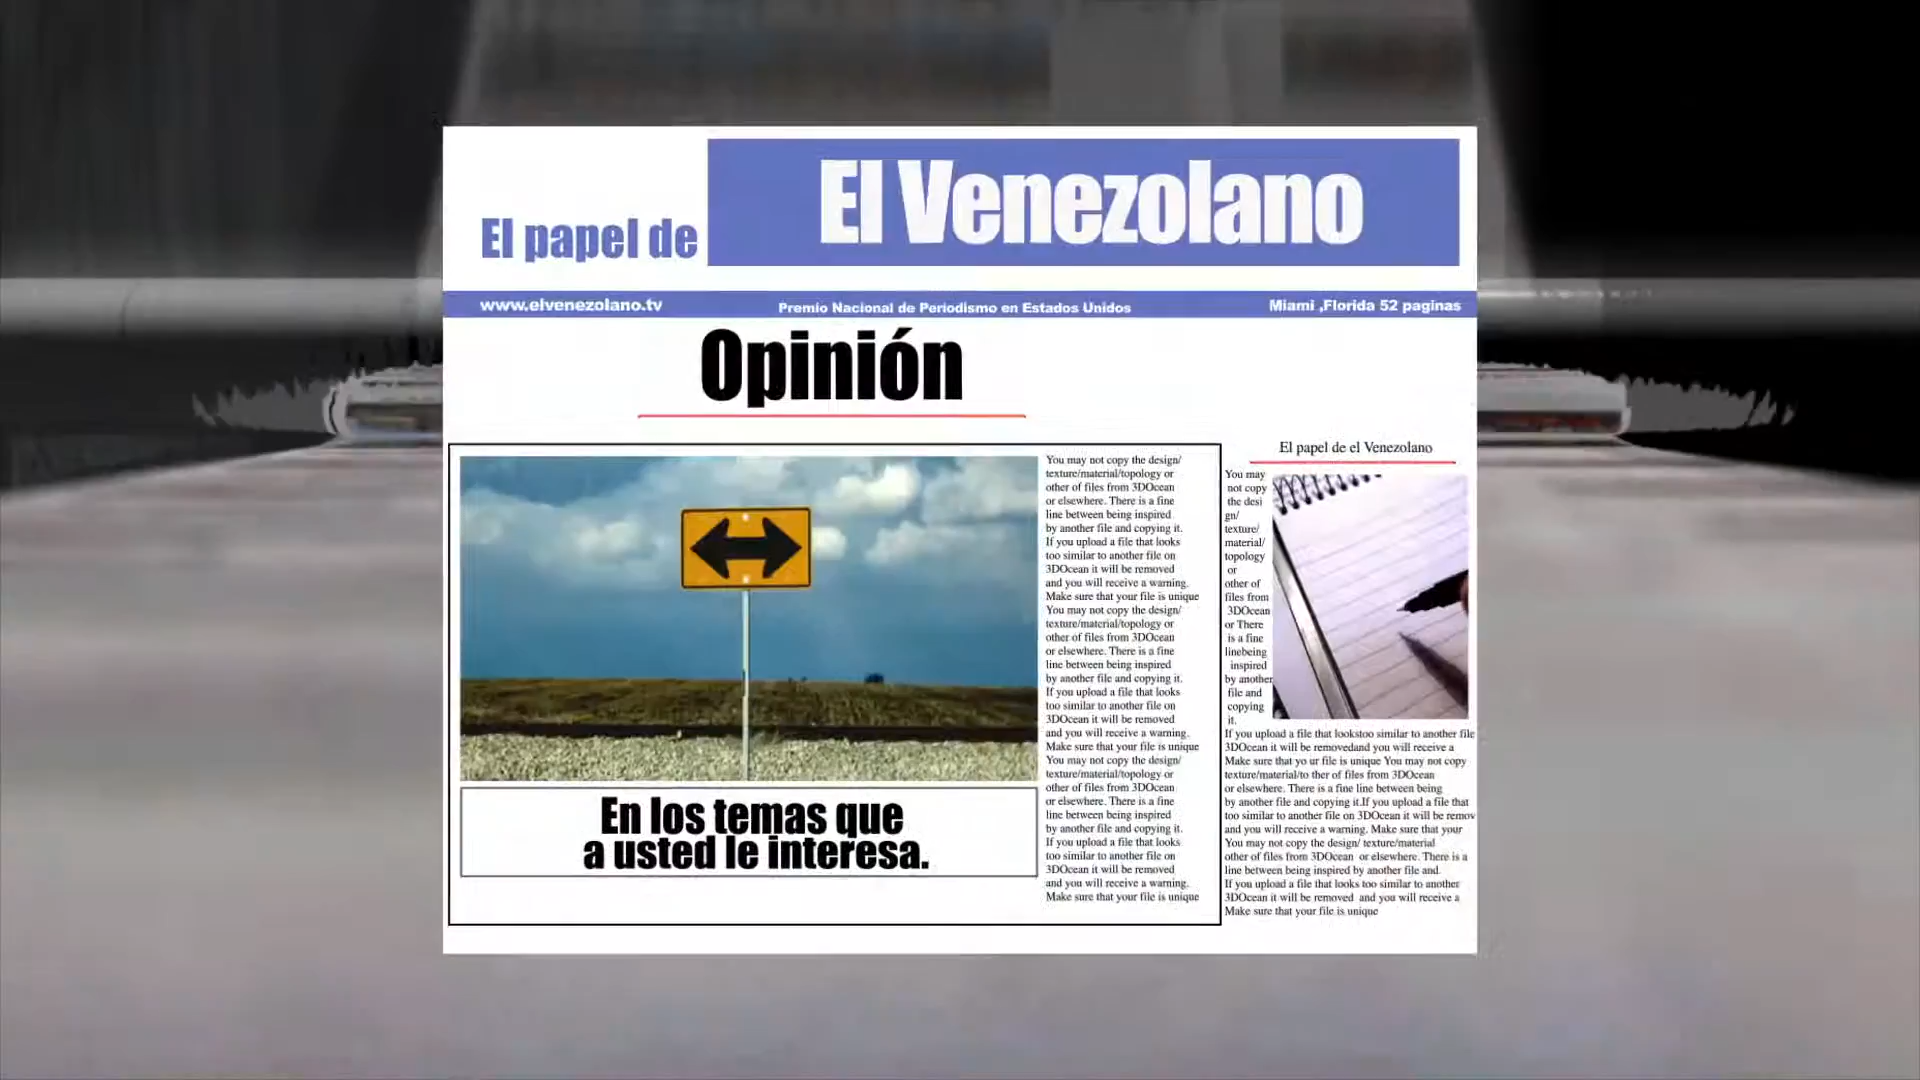 El papel de
El Venezolano
www.elvenezolano.tv
Premio Nacional de Periodismo en Estados Unidos
Miami ,Florida 52 paginas
Opinión
En los temas que
a usted le interesa.
You may not copy the design/
texture/material/topology or
other of files from 3DOcean
or elsewhere. There is a fine
line between being inspired
by another file and copying it.
If you upload a file that looks
too similar to another file on
3DOcean it will be removed
and you will receive a warning.
Make sure that your file is unique
You may not copy the design/
texture/material/topology or
other of files from 3DOcean
or elsewhere. There is a fine
line between being inspired
by another file and copying it.
If you upload a file that looks
too similar to another file on
3DOcean it will be removed
and you will receive a warning.
Make sure that your file is unique
You may not copy the design/
texture/material/topology or
other of files from 3DOcean
or elsewhere. There is a fine
line between being inspired
by another file and copying it.
If you upload a file that looks
too similar to another file on
3DOcean it will be removed
and you will receive a warning.
Make sure that your file is unique
El papel de el Venezolano
You may
not copy
the desi
gn/
texture/
material/
topology
or
other of
files from
3DOcean
or There
is a fine
linebeing
inspired
by another
file and
copying
it.
If you upload a file that lookstoo similar to another file
3DOcean it will be removedand you will receive a
Make sure that yo ur file is unique You may not copy
texture/material/to ther of files from 3DOcean
or elsewhere. There is a fine line between being
by another file and copying it.If you upload a file that
too similar to another file on 3DOcean it will be remov
and you will receive a warning. Make sure that your
You may not copy the design/ texture/material
other of files from 3DOcean or elsewhere. There is a
line between being inspired by another file and
If you upload a file that looks too similar to another
3DOcean it will be removed and you will receive a
Make sure that your file is unique